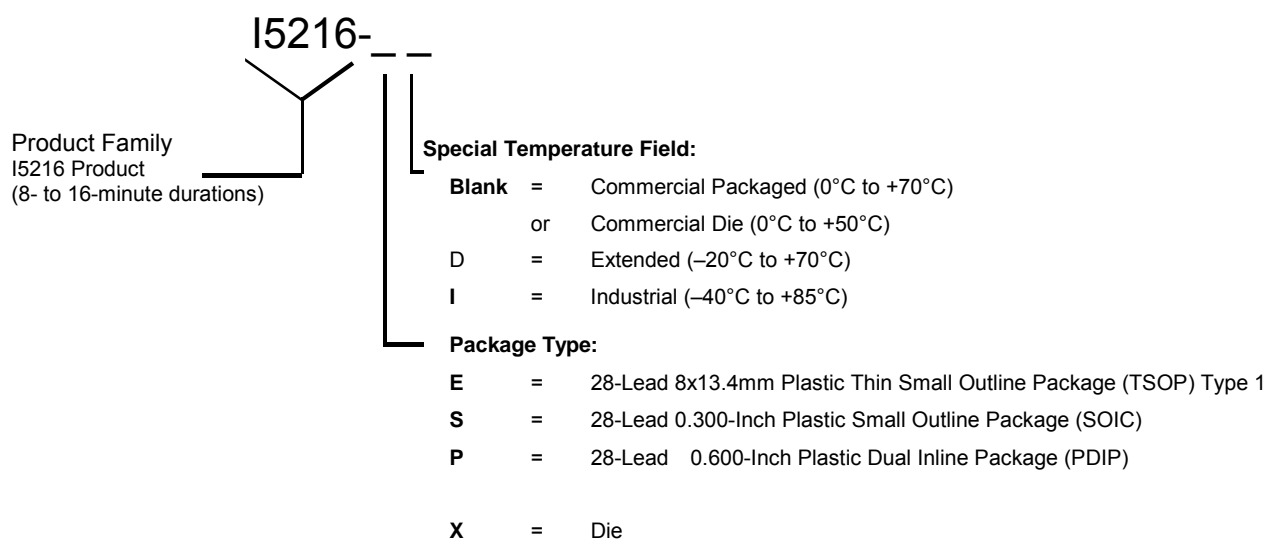 I5216-_ _
Product Family
I5216 Product
(8- to 16-minute durations)
Special Temperature Field:
Blank = Commercial Packaged (0°C to +70°C)
or Commercial Die (0°C to +50°C)
D = Extended (–20°C to +70°C)
I = Industrial (–40°C to +85°C)
Package Type:
E = 28-Lead 8x13.4mm Plastic Thin Small Outline Package (TSOP) Type 1
S = 28-Lead 0.300-Inch Plastic Small Outline Package (SOIC)
P = 28-Lead 0.600-Inch Plastic Dual Inline Package (PDIP)
X = Die